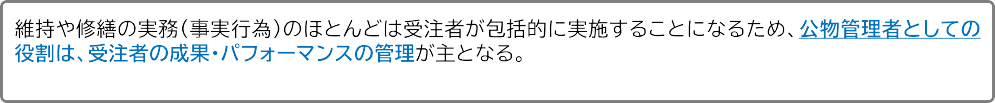 維持や修繕の実務（事実行為）のほとんどは受注者が包括的に実施することになるため、公物管理者としての
役割は、受注者の成果・パフォーマンスの管理が主となる。